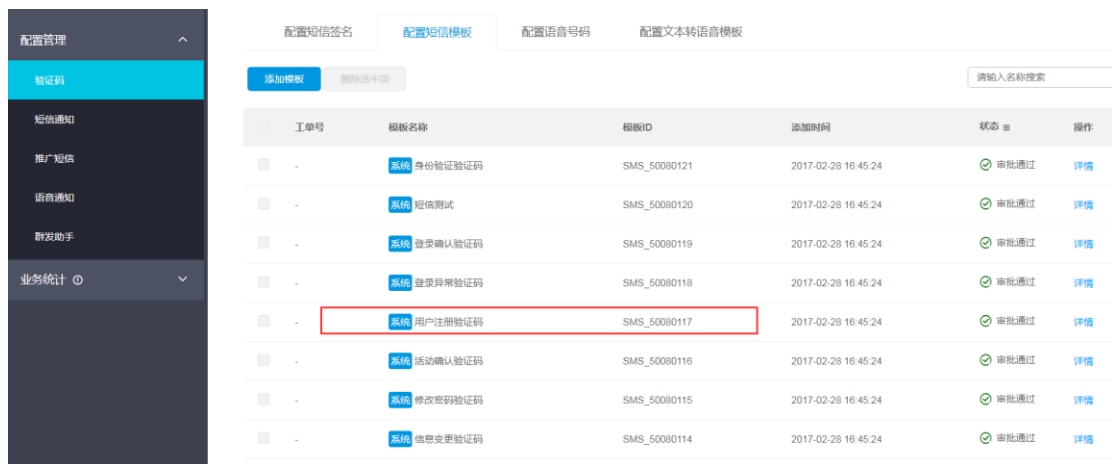 配置管理
验证码
短信通知
推广短信
语音通知
群发助手
业务统计
配置短信签名 配置短信模板 配置语音号码 配置文本转语音模板
添加模板 删除选中项 请输入名称搜索
工单号 模板名称 模板ID 添加时间 状态 操作
- 系统 身份验证验证码 SMS_50080121 2017-02-28 16:45:24 审批通过 详情
- 系统 短信测试 SMS_50080120 2017-02-28 16:45:24 审批通过 详情
- 系统 登录确认验证码 SMS_50080119 2017-02-28 16:45:24 审批通过 详情
- 系统 登录异常验证码 SMS_50080118 2017-02-28 16:45:24 审批通过 详情
- 系统 用户注册验证码 SMS_50080117 2017-02-28 16:45:24 审批通过 详情
- 系统 活动确认验证码 SMS_50080116 2017-02-28 16:45:24 审批通过 详情
- 系统 修改密码验证码 SMS_50080115 2017-02-28 16:45:24 审批通过 详情
- 系统 信息变更验证码 SMS_50080114 2017-02-28 16:45:24 审批通过 详情